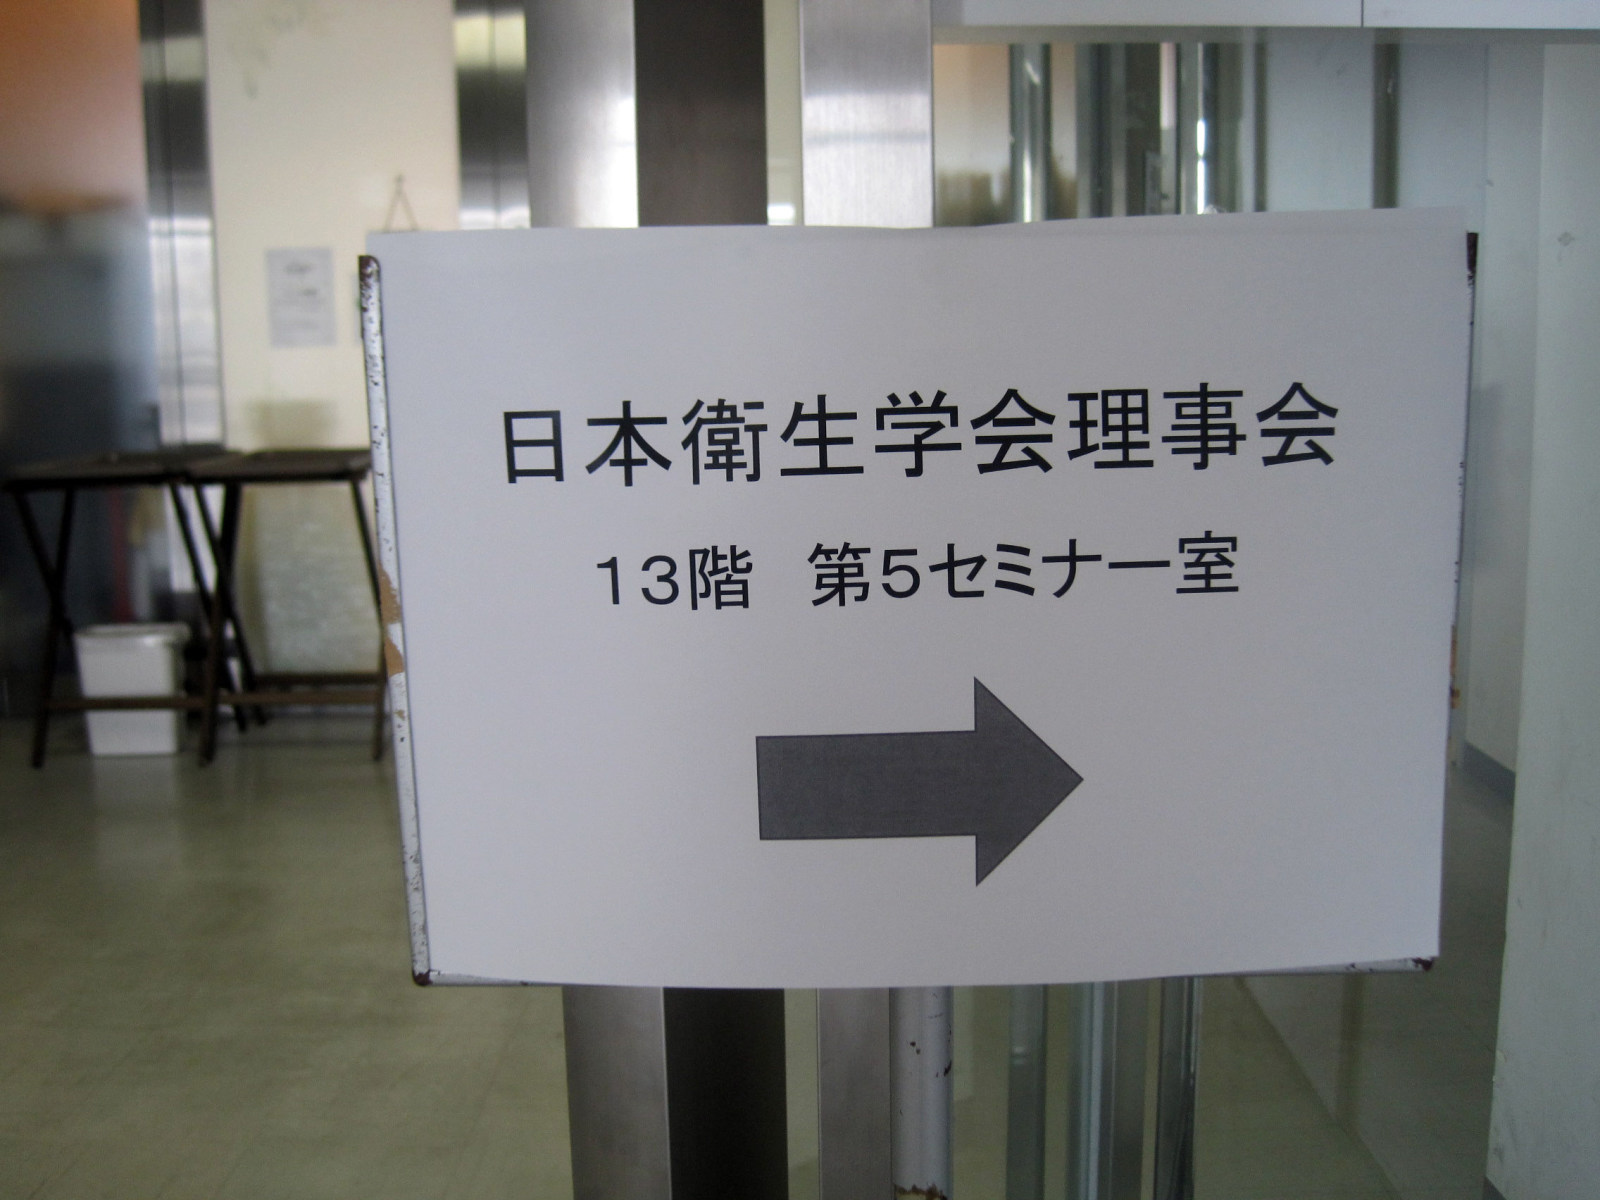 日本衛生学会理事会
13階　第5セミナー室